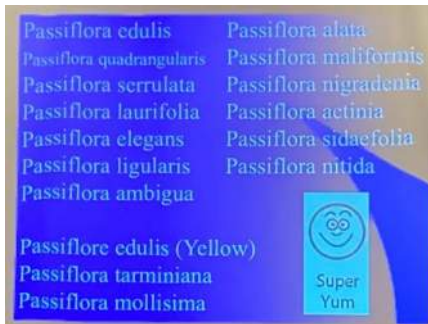 Passiflora edulis
Passiflora quadrangularis
Passiflora serrulata
Passiflora laurifolia
Passiflora elegans
Passiflora ligularis
Passiflora ambigua
Passiflora alata
Passiflora maliformis
Passiflora nigradenia
Passiflora actinia
Passiflora sidaefolia
Passiflora nitida
Passiflore edulis (Yellow)
Passiflora tarminiana
Passiflora mollisima
Super
Yum